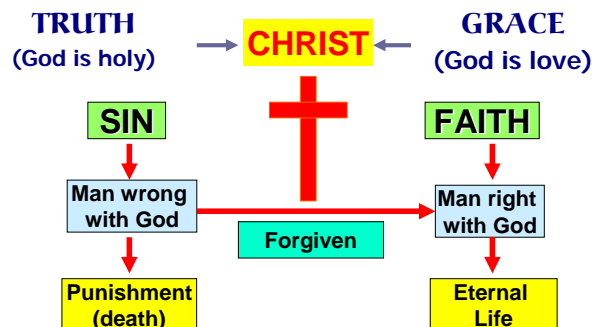 TRUTH
(God is holy)
CHRIST
GRACE
(God is love)
SIN
FAITH
Man wrong
with God
Man right
with God
Forgiven
Punishment
(death)
Eternal
Life